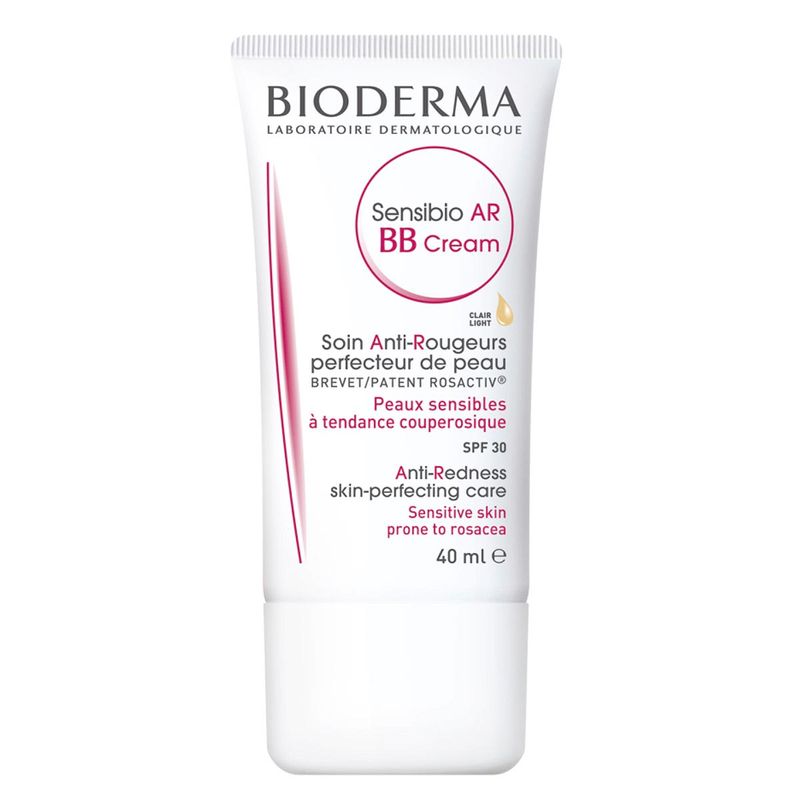 BIODERMA
LABORATOIRE DERMATOLOGIQUE
Sensibio AR
BB Cream
CLAIR
LIGHT
Soin Anti-Rougeurs
perfecteur de peau
BREVET/PATENT ROSACTIV®
Peaux sensibles
à tendance couperosique
SPF 30
Anti-Redness
skin-perfecting care
Sensitive skin
prone to rosacea
40 ml ℮